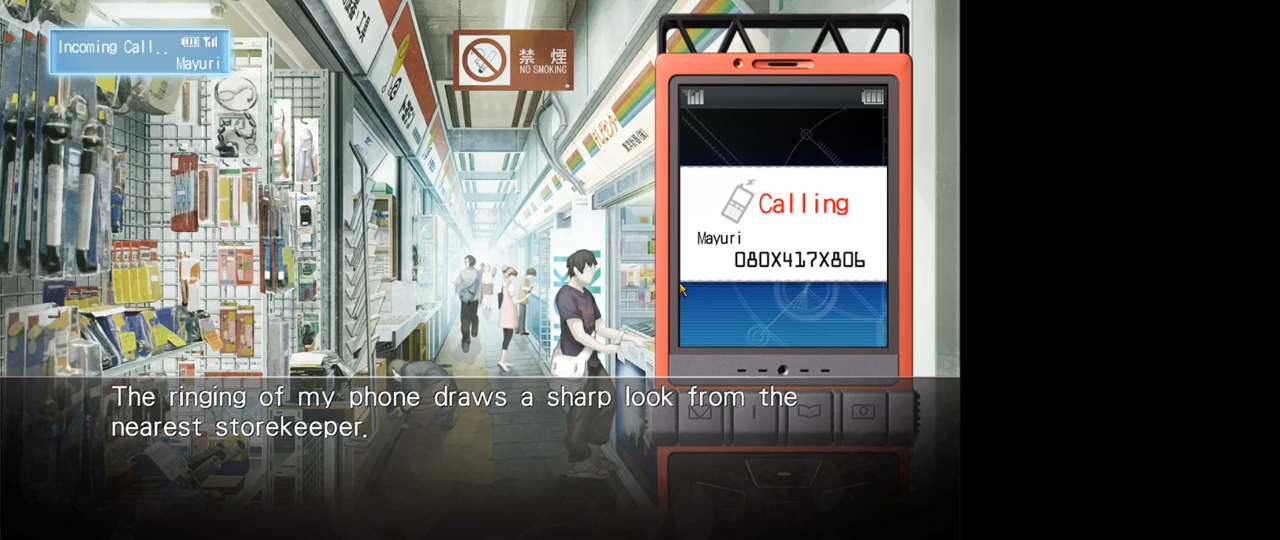 Incoming Call..
Mayuri
禁煙
NO SMOKING
Calling
Mayuri
080X417X806
The ringing of my phone draws a sharp look from the
nearest storekeeper.